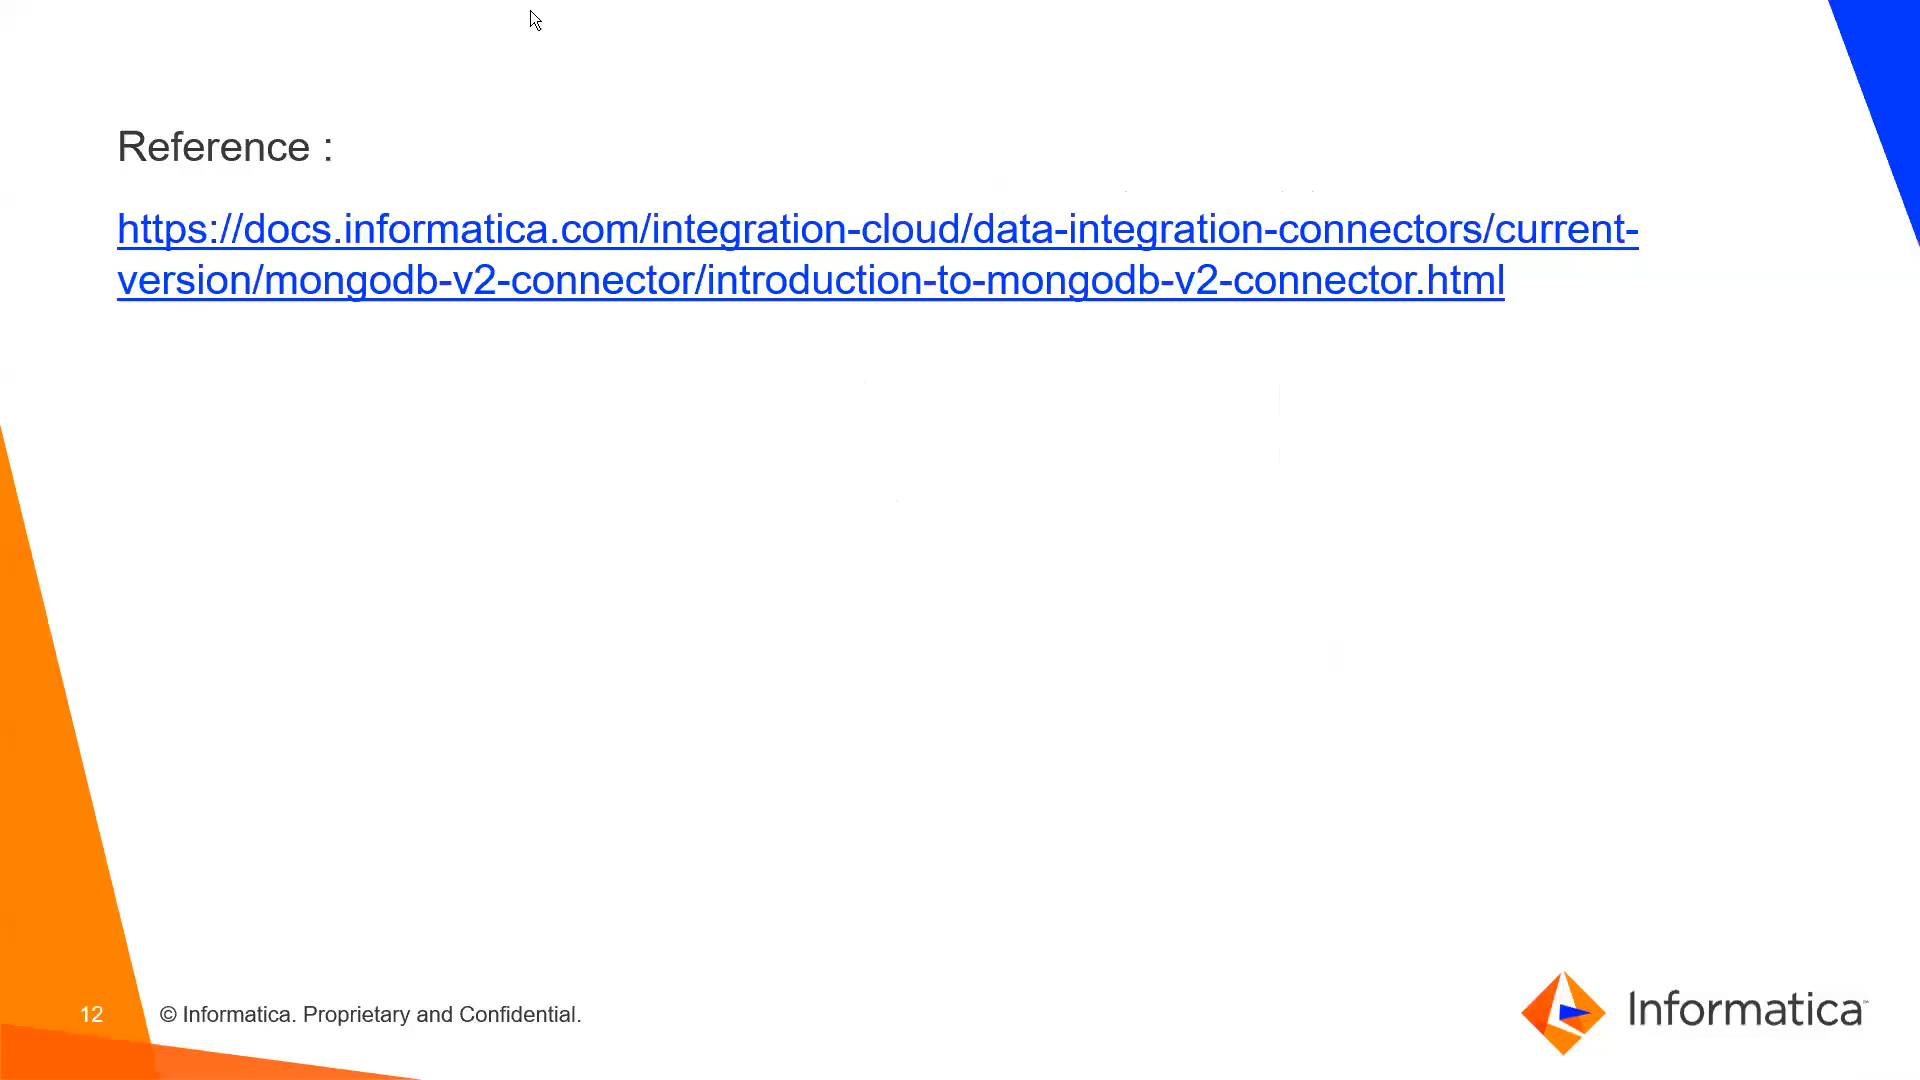 Reference :
https://docs.informatica.com/integration-cloud/data-integration-connectors/current-
version/mongodb-v2-connector/introduction-to-mongodb-v2-connector.html
12
© Informatica. Proprietary and Confidential.
Informatica